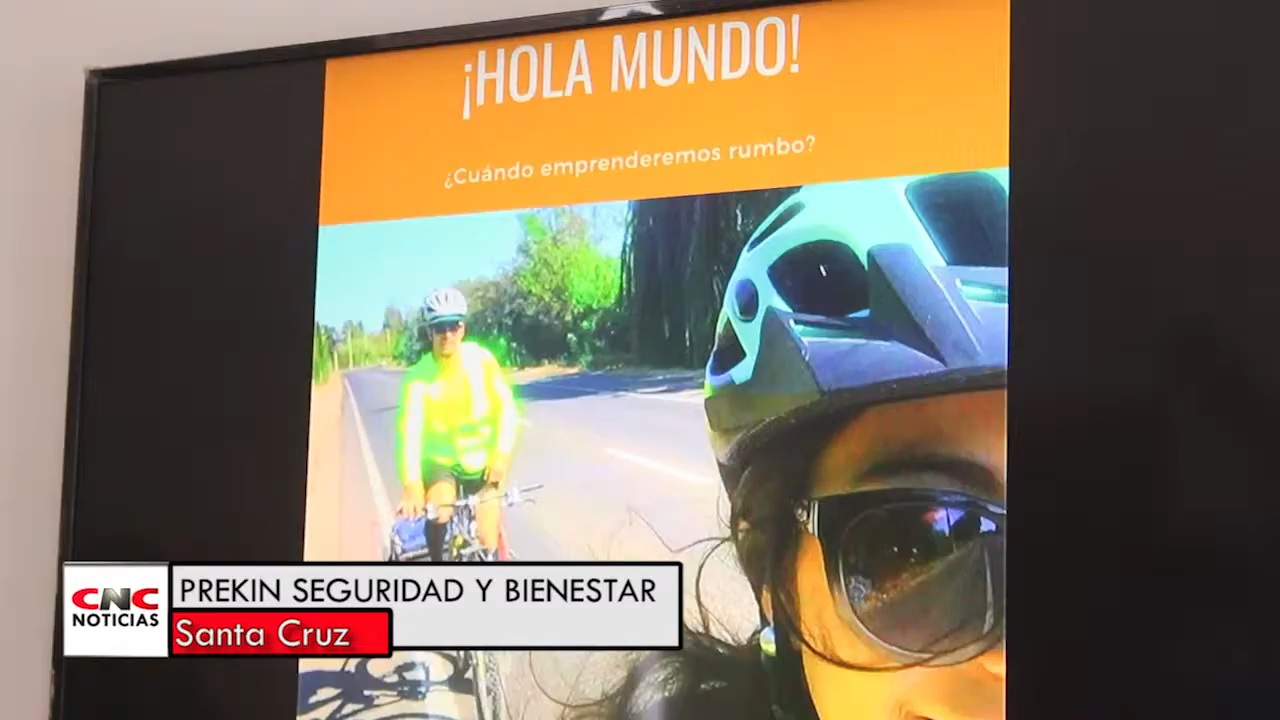 ¡HOLA MUNDO!
¿Cuándo emprenderemos rumbo?
CNC
NOTICIAS
PREKIN SEGURIDAD Y BIENESTAR
Santa Cruz